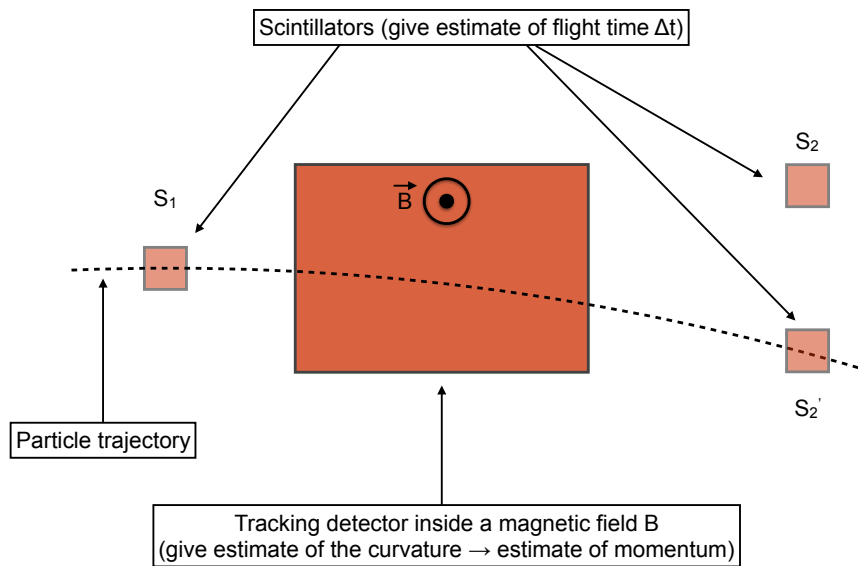 Scintillators (give estimate of flight time Δt)
S₂
S₁
B
Particle trajectory
S₂'
Tracking detector inside a magnetic field B
(give estimate of the curvature → estimate of momentum)